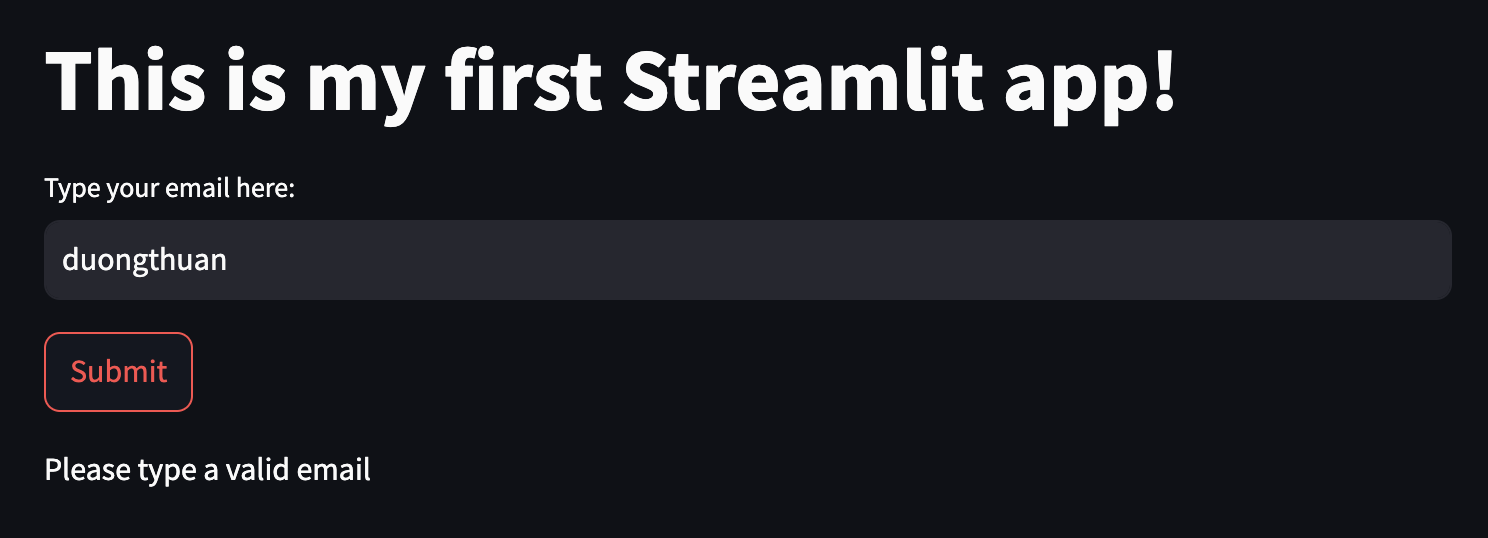 This is my first Streamlit app!
Type your email here:
duongthuan
Submit
Please type a valid email